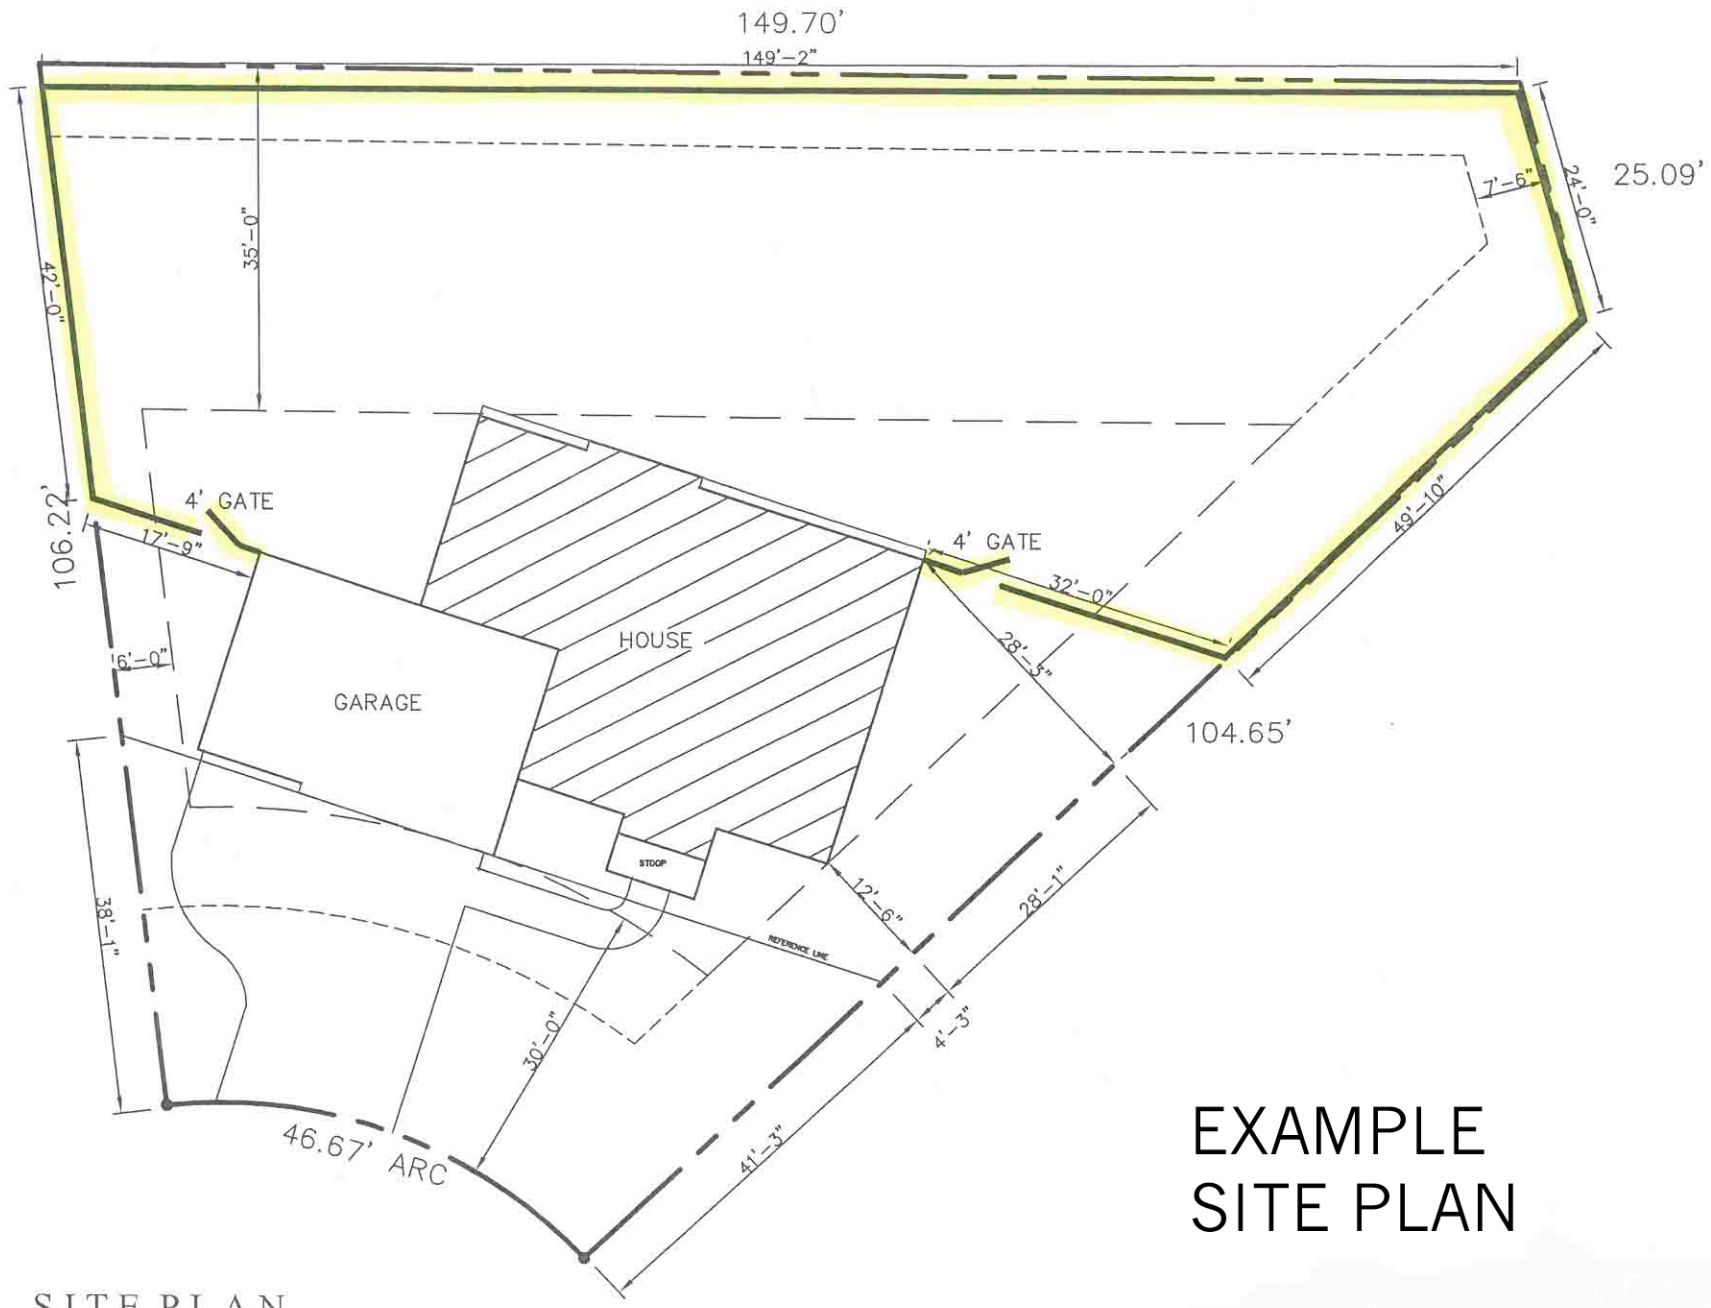 149.70'
149'-2"
25.09'
7'-6"
24'-0"
35'-0"
42'-0"
4' GATE
17'-9"
106.22'
4' GATE
32'-0"
49'-10"
HOUSE
28'-3"
6'-0"
GARAGE
104.65'
STOOP
12'-6"
28'-1"
38'-1"
REFERENCE LINE
30'-0"
4'-3"
46.67' ARC
41'-3"
EXAMPLE
SITE PLAN
SITE PLAN